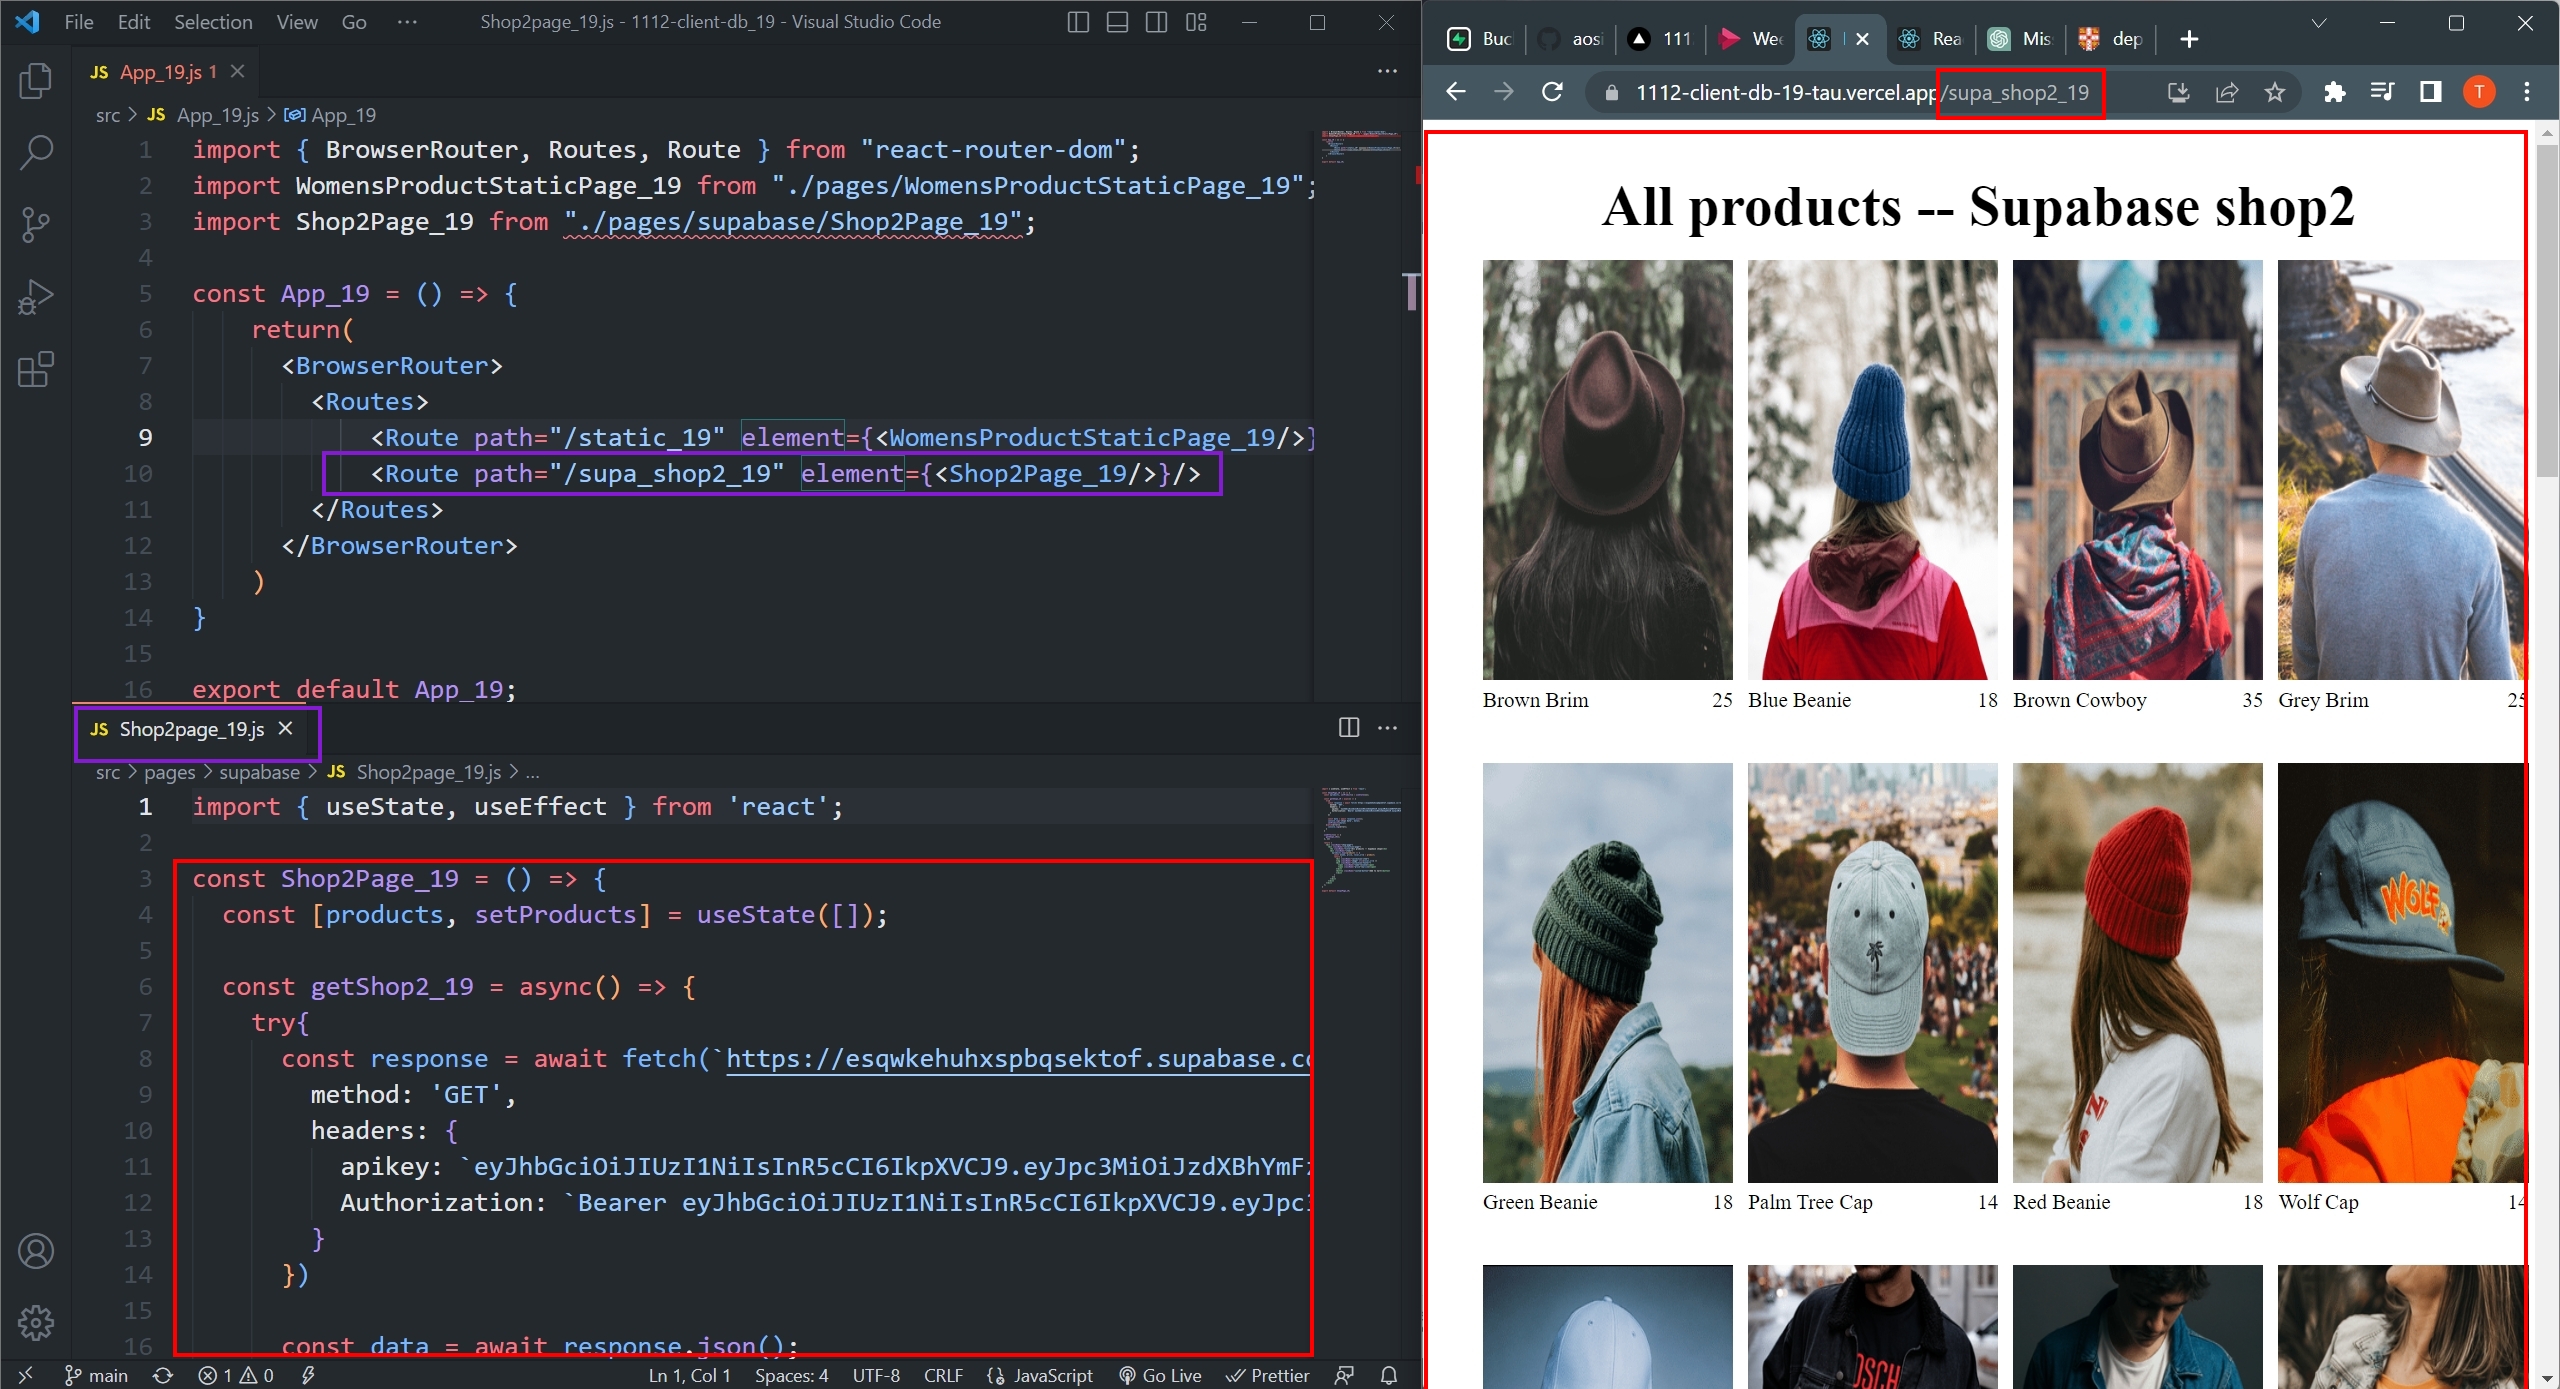 File Edit Selection View Go ··· Shop2page_19.js - 1112-client-db_19 - Visual Studio Code
JS App_19.js 1
src > JS App_19.js > App_19
1 import { BrowserRouter, Routes, Route } from "react-router-dom";
2 import WomensProductStaticPage_19 from "./pages/WomensProductStaticPage_19";
3 import Shop2Page_19 from "./pages/supabase/Shop2Page_19";
4
5 const App_19 = () => {
6 return(
7 <BrowserRouter>
8 <Routes>
9 <Route path="/static_19" element={<WomensProductStaticPage_19/>}
10 <Route path="/supa_shop2_19" element={<Shop2Page_19/>}/>
11 </Routes>
12 </BrowserRouter>
13 )
14 }
15
16 export default App_19;
JS Shop2page_19.js
src > pages > supabase > JS Shop2page_19.js > ...
1 import { useState, useEffect } from 'react';
2
3 const Shop2Page_19 = () => {
4 const [products, setProducts] = useState([]);
5
6 const getShop2_19 = async() => {
7 try{
8 const response = await fetch(`https://esqwkehuhxspbqsektof.supabase.co
9 method: 'GET',
10 headers: {
11 apikey: `eyJhbGciOiJIUzI1NiIsInR5cCI6IkpXVCJ9.eyJpc3MiOiJzdXBhYmFz
12 Authorization: `Bearer eyJhbGciOiJIUzI1NiIsInR5cCI6IkpXVCJ9.eyJpc3
13 }
14 })
15
16 const data = await response.json();
main 1 0 Ln 1, Col 1 Spaces: 4 UTF-8 CRLF JavaScript Go Live Prettier
Buc aosi 111 Wee Rea Mis dep
1112-client-db-19-tau.vercel.app/supa_shop2_19 T
All products -- Supabase shop2
Brown Brim 25 Blue Beanie 18 Brown Cowboy 35 Grey Brim 25
WOLF
Green Beanie 18 Palm Tree Cap 14 Red Beanie 18 Wolf Cap 14